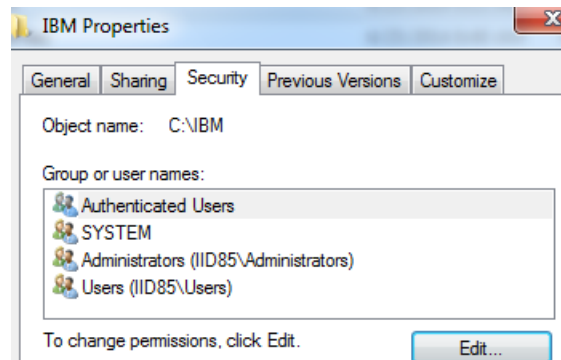 IBM Properties
General Sharing Security Previous Versions Customize
Object name: C:\IBM
Group or user names:
Authenticated Users
SYSTEM
Administrators (IID85\Administrators)
Users (IID85\Users)
To change permissions, click Edit.
Edit...